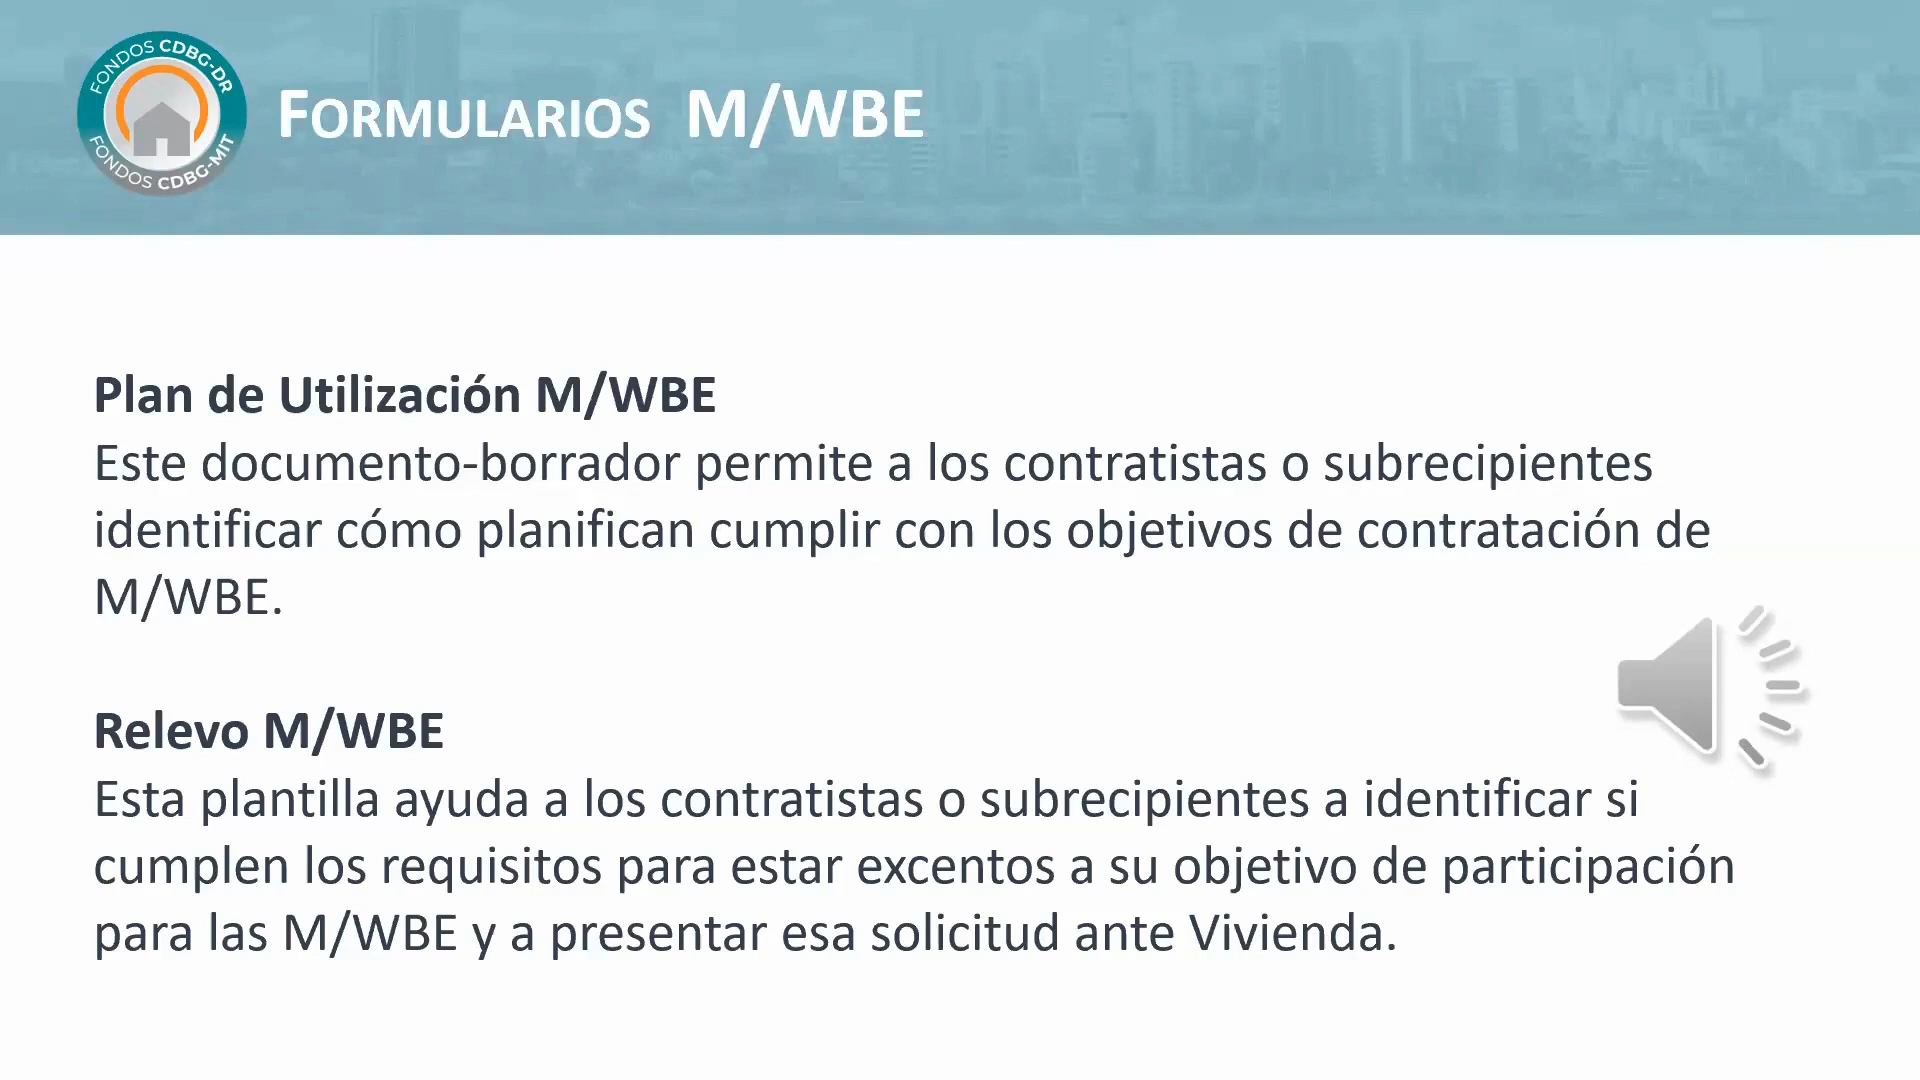 FONDOS CDBG-DR
FONDOS CDBG-MIT
FORMULARIOS M/WBE
Plan de Utilización M/WBE
Este documento-borrador permite a los contratistas o subrecipientes
identificar cómo planifican cumplir con los objetivos de contratación de
M/WBE.
Relevo M/WBE
Esta plantilla ayuda a los contratistas o subrecipientes a identificar si
cumplen los requisitos para estar excentos a su objetivo de participación
para las M/WBE y a presentar esa solicitud ante Vivienda.